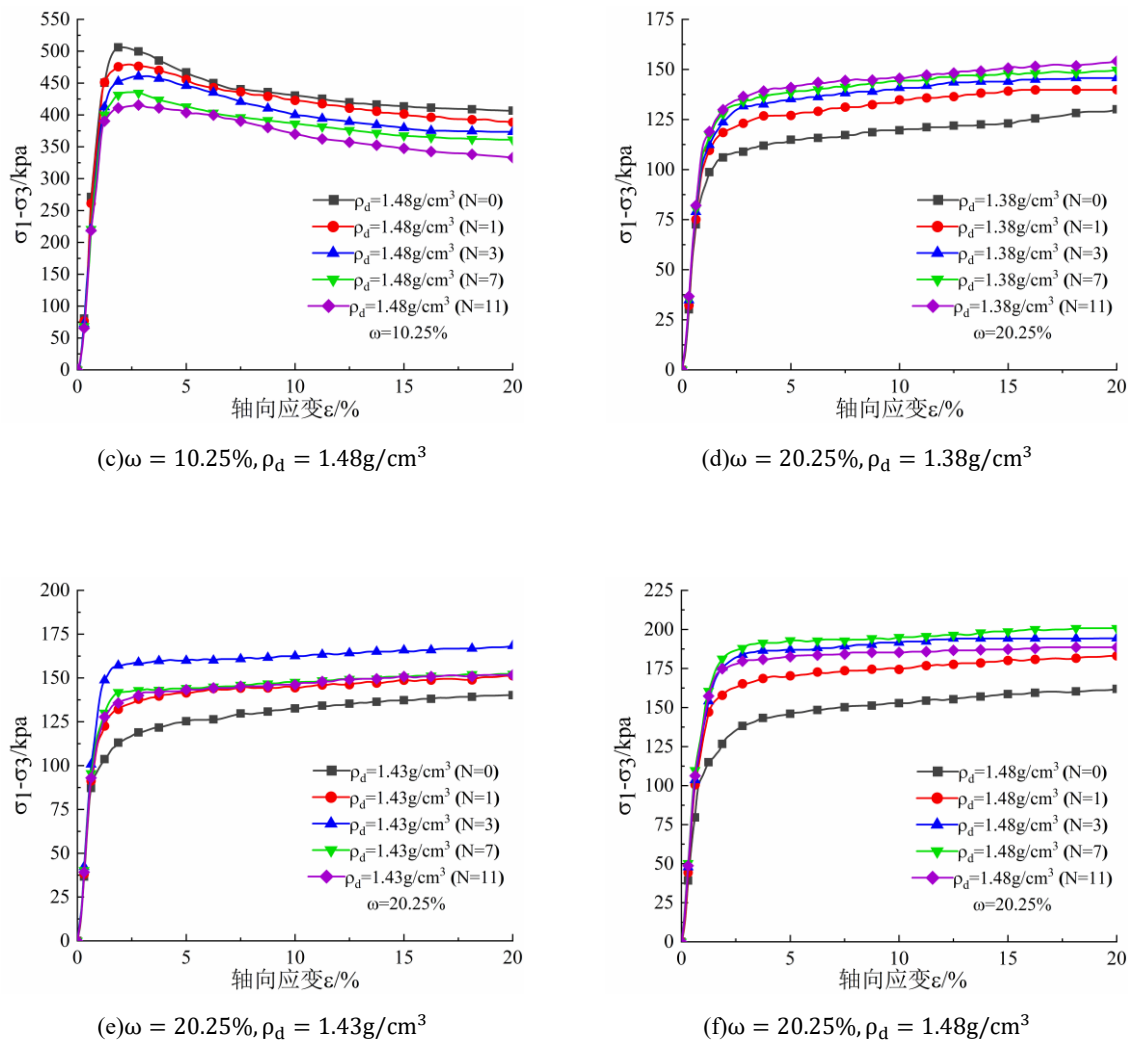 550
500
450
400
350
300
250
200
150
100
50
0
σ1-σ3/kpa
ρd=1.48g/cm³ (N=0)
ρd=1.48g/cm³ (N=1)
ρd=1.48g/cm³ (N=3)
ρd=1.48g/cm³ (N=7)
ρd=1.48g/cm³ (N=11)
ω=10.25%
0 5 10 15 20
轴向应变ε/%
(c)ω = 10.25%, ρd = 1.48g/cm³
175
150
125
100
75
50
25
0
σ1-σ3/kpa
ρd=1.38g/cm³ (N=0)
ρd=1.38g/cm³ (N=1)
ρd=1.38g/cm³ (N=3)
ρd=1.38g/cm³ (N=7)
ρd=1.38g/cm³ (N=11)
ω=20.25%
0 5 10 15 20
轴向应变ε/%
(d)ω = 20.25%, ρd = 1.38g/cm³
200
175
150
125
100
75
50
25
0
σ1-σ3/kpa
ρd=1.43g/cm³ (N=0)
ρd=1.43g/cm³ (N=1)
ρd=1.43g/cm³ (N=3)
ρd=1.43g/cm³ (N=7)
ρd=1.43g/cm³ (N=11)
ω=20.25%
0 5 10 15 20
轴向应变ε/%
(e)ω = 20.25%, ρd = 1.43g/cm³
225
200
175
150
125
100
75
50
25
0
σ1-σ3/kpa
ρd=1.48g/cm³ (N=0)
ρd=1.48g/cm³ (N=1)
ρd=1.48g/cm³ (N=3)
ρd=1.48g/cm³ (N=7)
ρd=1.48g/cm³ (N=11)
ω=20.25%
0 5 10 15 20
轴向应变ε/%
(f)ω = 20.25%, ρd = 1.48g/cm³